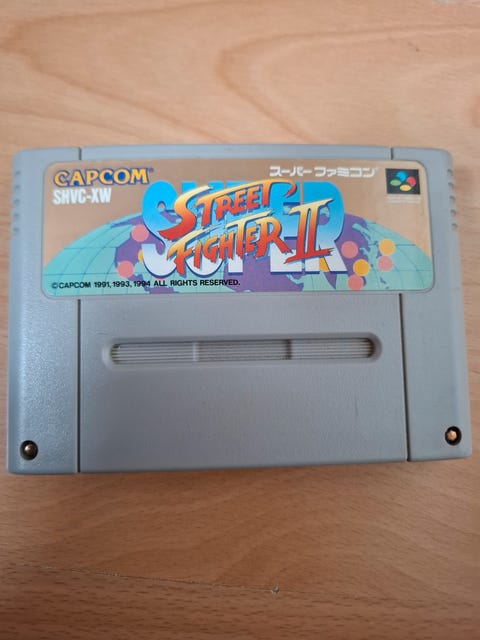 CAPCOM®
スーパーファミコン
SHVC-XW
SUPER
STREET
FIGHTER II
©CAPCOM 1991, 1993, 1994 ALL RIGHTS RESERVED.